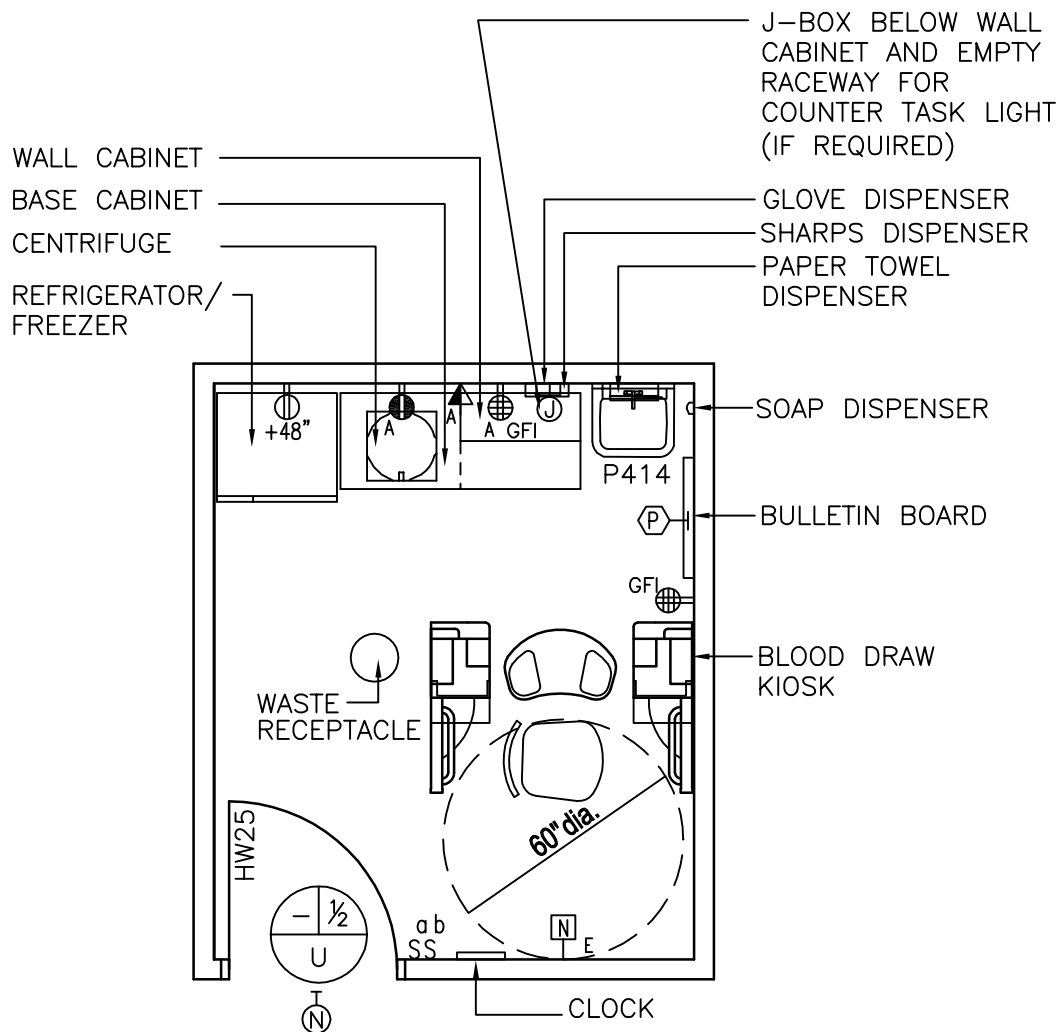 J-BOX BELOW WALL
CABINET AND EMPTY
RACEWAY FOR
COUNTER TASK LIGHT
(IF REQUIRED)
WALL CABINET
BASE CABINET
CENTRIFUGE
REFRIGERATOR/
FREEZER
GLOVE DISPENSER
SHARPS DISPENSER
PAPER TOWEL
DISPENSER
SOAP DISPENSER
+48"
A
A
A
GFI
J
P414
P
BULLETIN BOARD
GFI
BLOOD DRAW
KIOSK
WASTE
RECEPTACLE
60"dia.
HW25
- ½
U
N
ab
SS
N
E
CLOCK